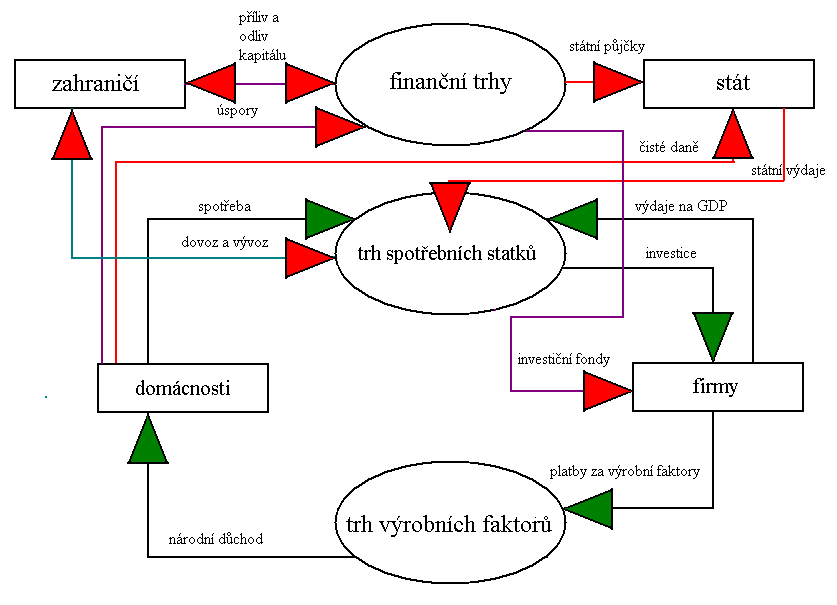 příliv a
odliv
kapitálu
státní půjčky
zahraničí
finanční trhy
stát
úspory
čisté daně
státní výdaje
spotřeba
výdaje na GDP
dovoz a vývoz
trh spotřebních statků
investice
investiční fondy
domácnosti
firmy
platby za výrobní faktory
trh výrobních faktorů
národní důchod